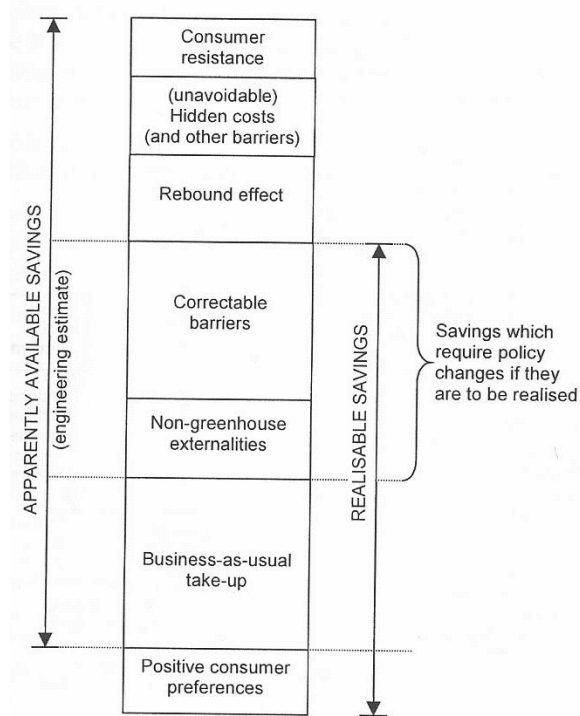 Consumer
resistance
(unavoidable)
Hidden costs
(and other barriers)
Rebound effect
Correctable
barriers
Non-greenhouse
externalities
Business-as-usual
take-up
Positive consumer
preferences
APPARENTLY AVAILABLE SAVINGS
(engineering estimate)
REALISABLE SAVINGS
Savings which
require policy
changes if they
are to be realised